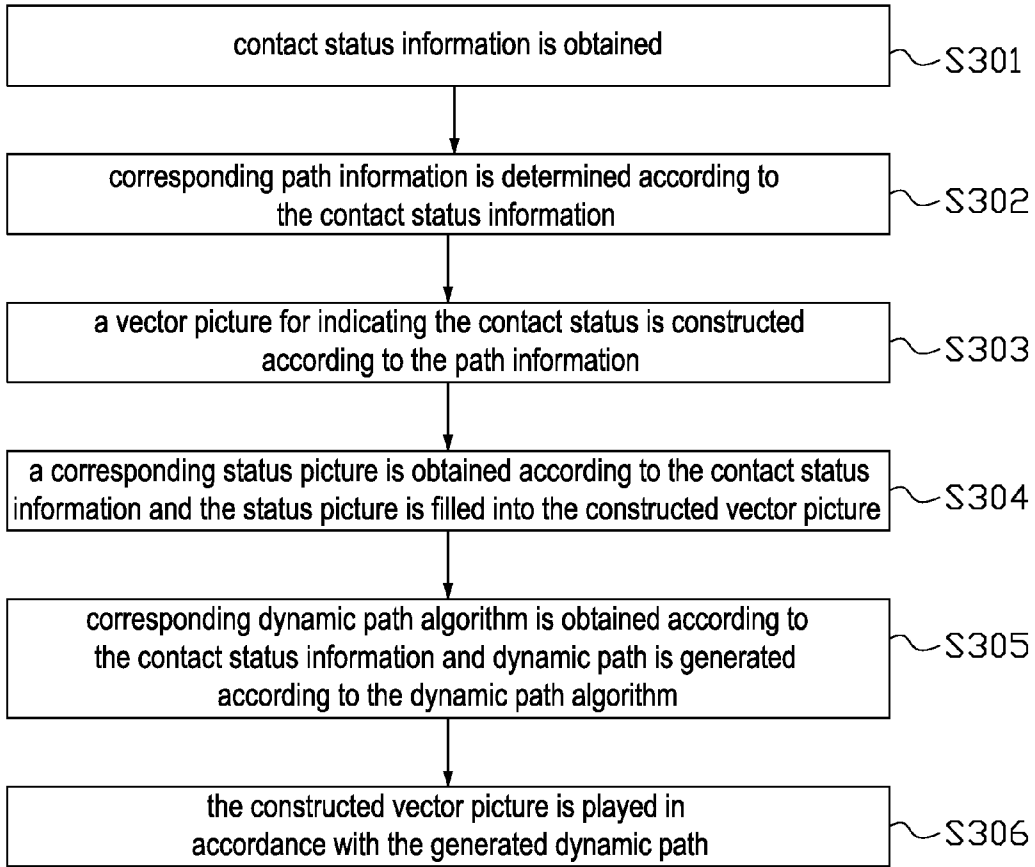 contact status information is obtained
S301
corresponding path information is determined according to
the contact status information
S302
a vector picture for indicating the contact status is constructed
according to the path information
S303
a corresponding status picture is obtained according to the contact status
information and the status picture is filled into the constructed vector picture
S304
corresponding dynamic path algorithm is obtained according to
the contact status information and dynamic path is generated
according to the dynamic path algorithm
S305
the constructed vector picture is played in
accordance with the generated dynamic path
S306